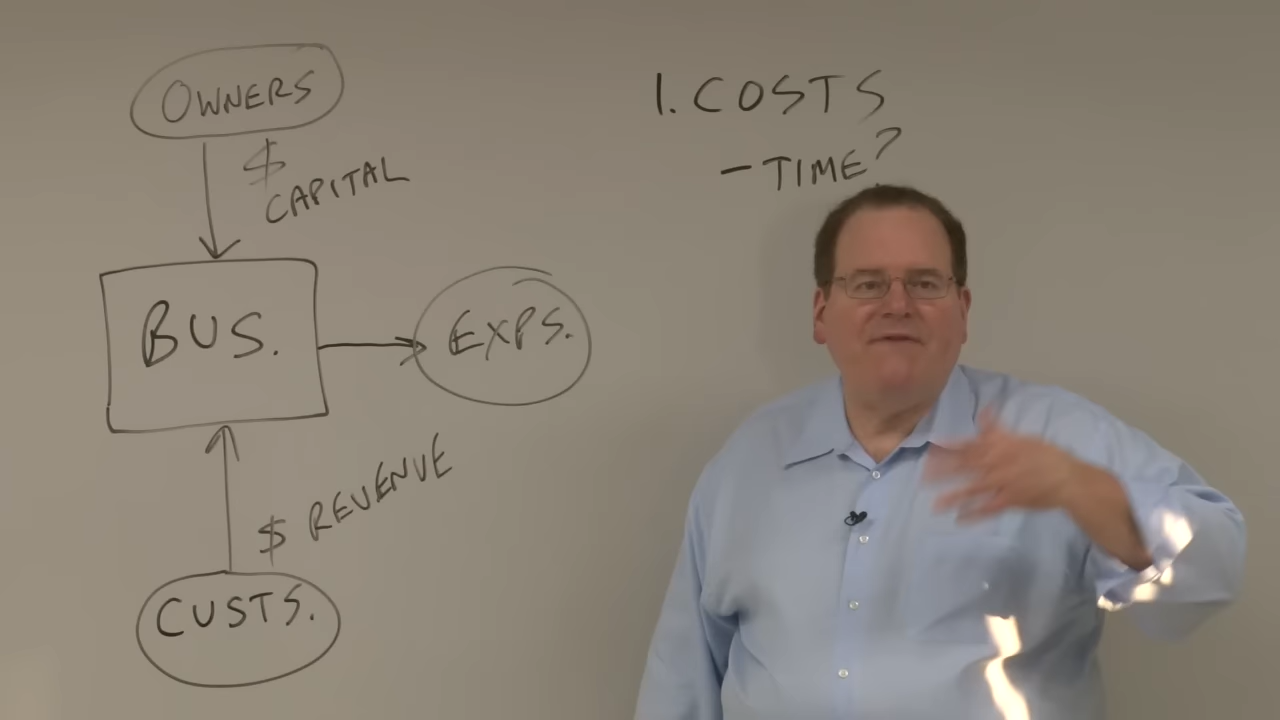 OWNERS
$
CAPITAL
BUS.
EXPS.
$ REVENUE
CUSTS.
1. COSTS
- TIME?